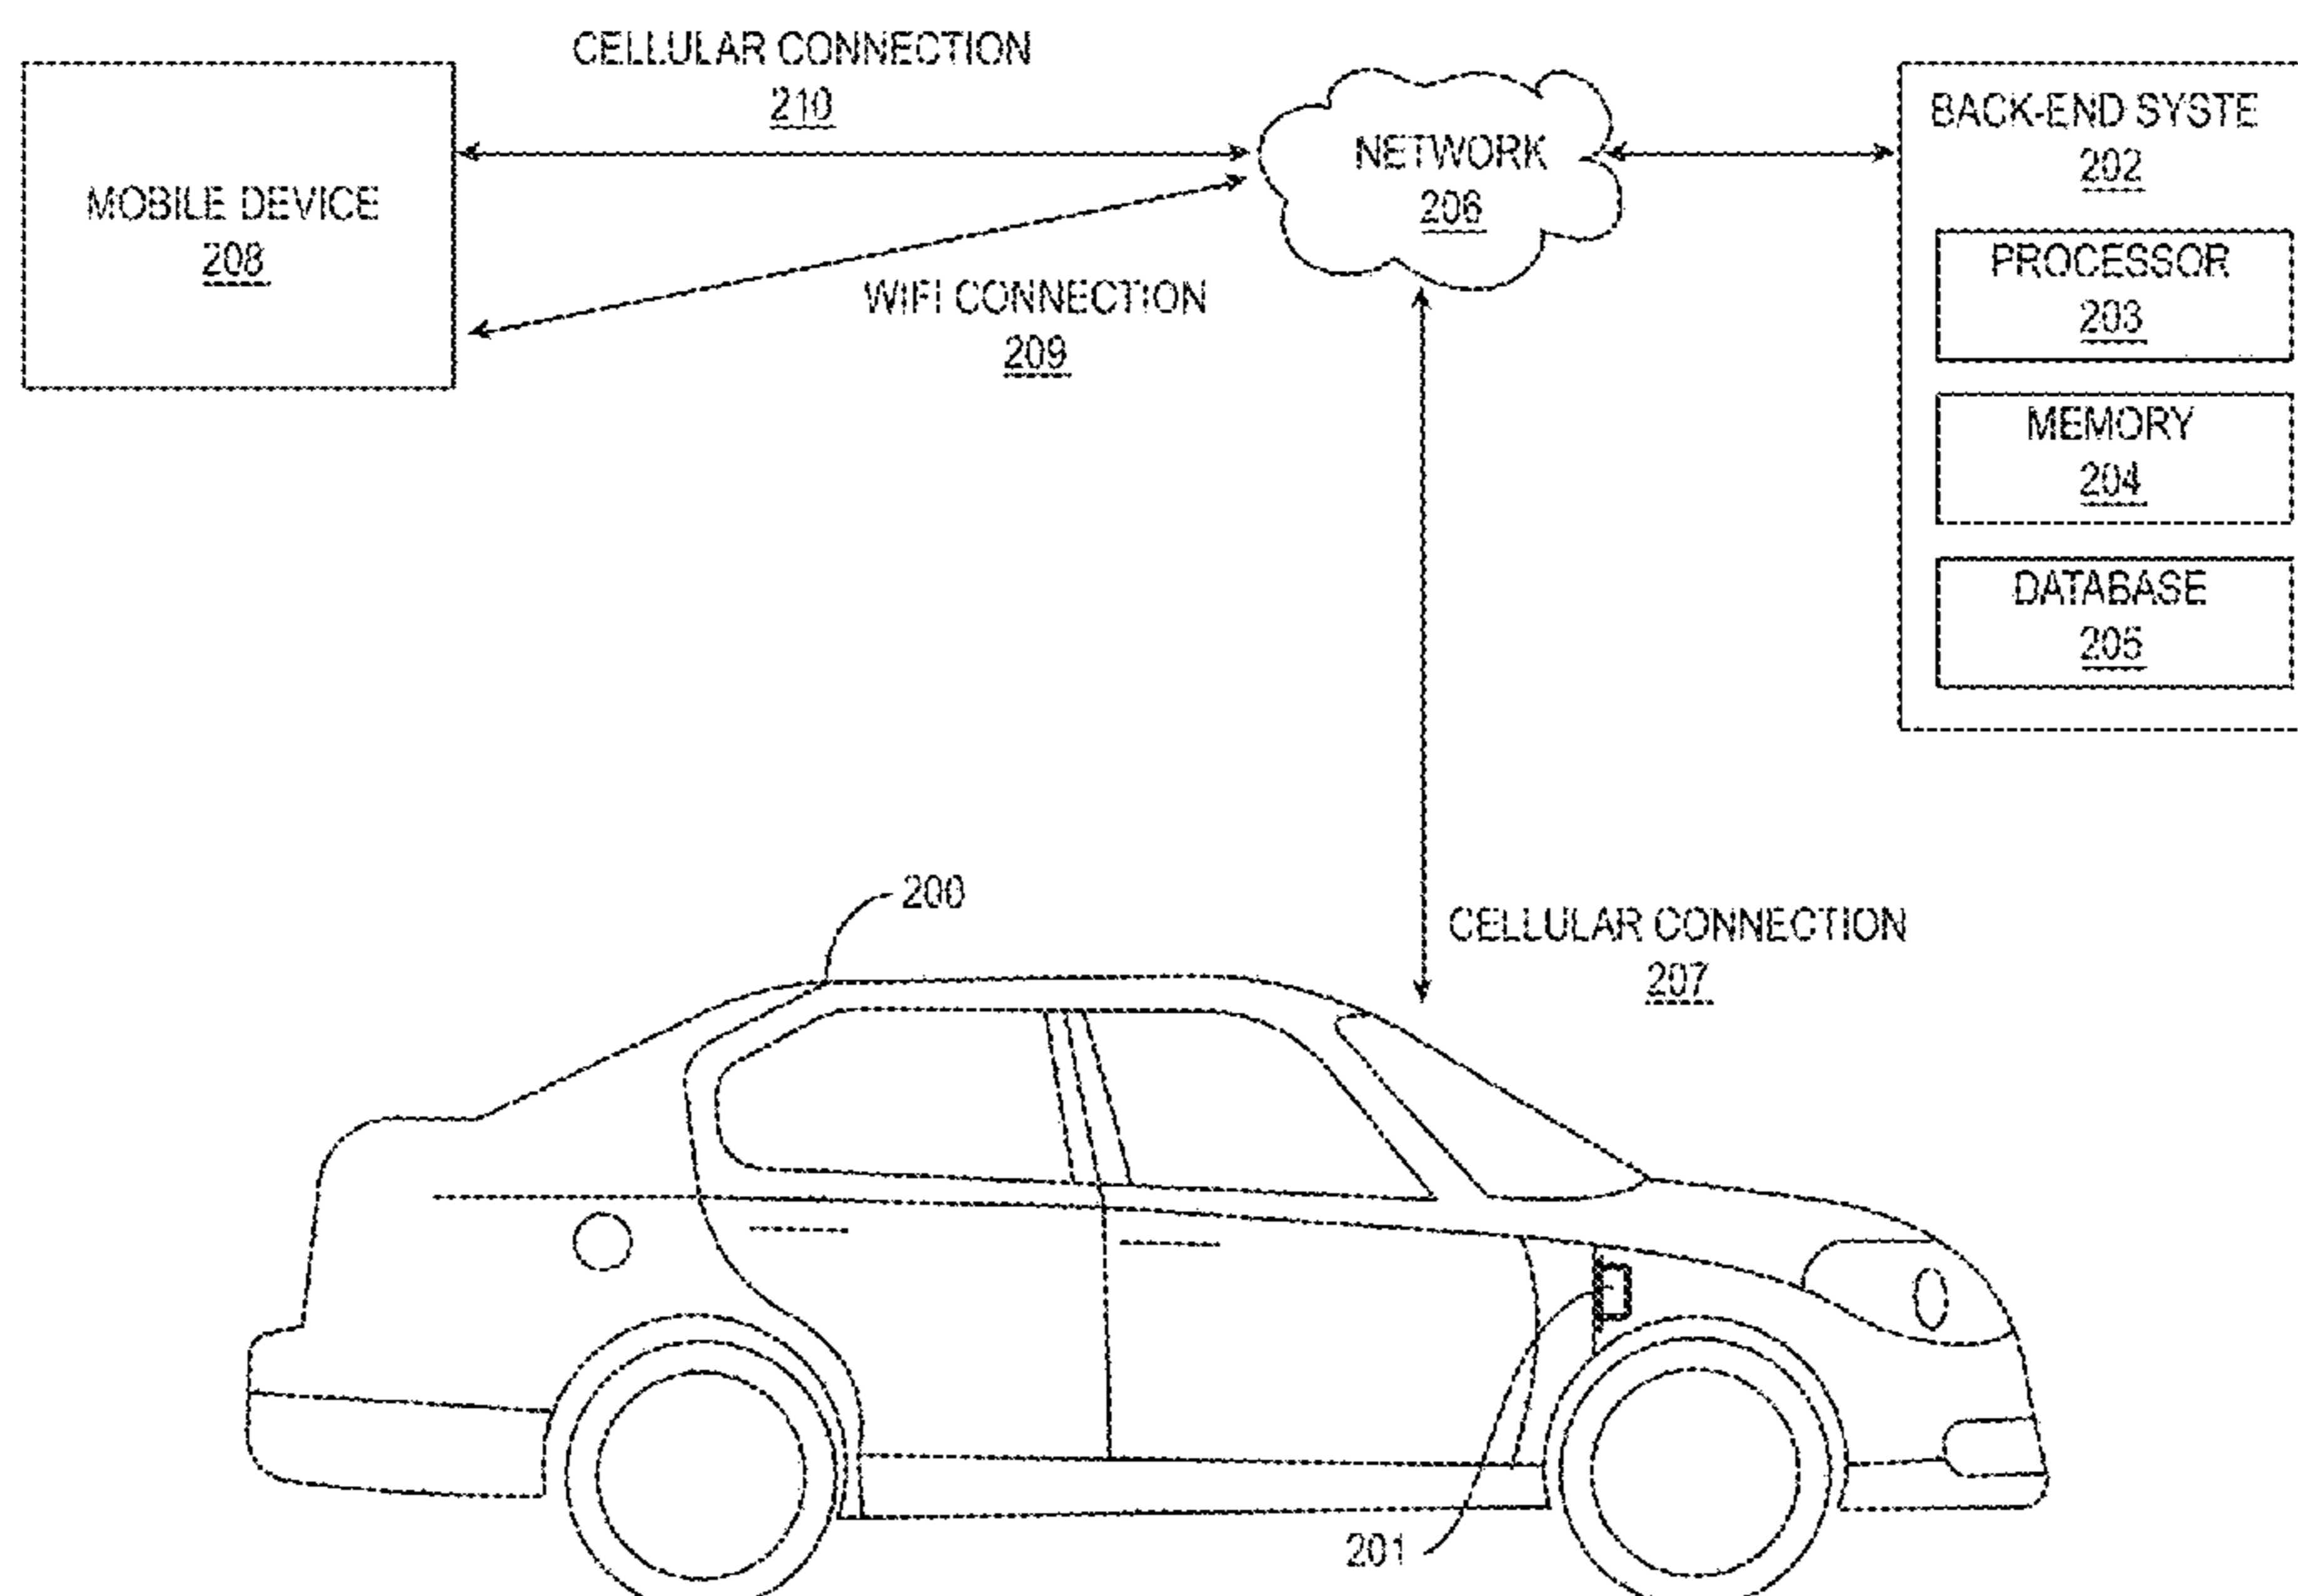 CELLULAR CONNECTION
210
MOBILE DEVICE
208
NETWORK
206
BACK-END SYSTE
202
PROCESSOR
203
WIFI CONNECTION
209
MEMORY
204
DATABASE
205
200
CELLULAR CONNECTION
207
201